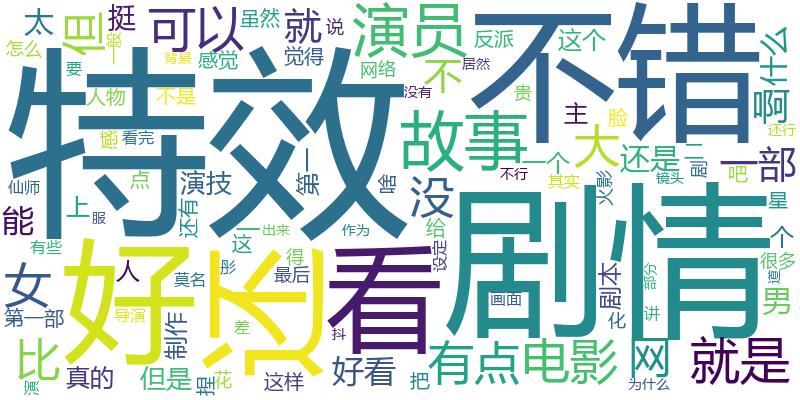 太
但
挺
可以
虽然
就
说
演员
反派
这个
不错
啊
什么
怎么
一般
要
背景
感觉
觉得
网络
不
居然
特效
人物
不是
没有
贵
主
脸
还行
感
看完
故事
大
还是
一部
仙师
点
演技
第一
啥
不行
一个
其实
火影
剧
镜头
吧
能
上
服
还有
没
剧情
星
有些
一
这
出来
作为
给
设定
个
好
还
看
得
女
人
莫名
彤
最后
画面
剧本
部分
很多
道
第一部
导演
制作
差
抖
化
讲
男
比
真的
但是
捏
花
这样
好看
把
有点
电影
网
就是
演
为什么